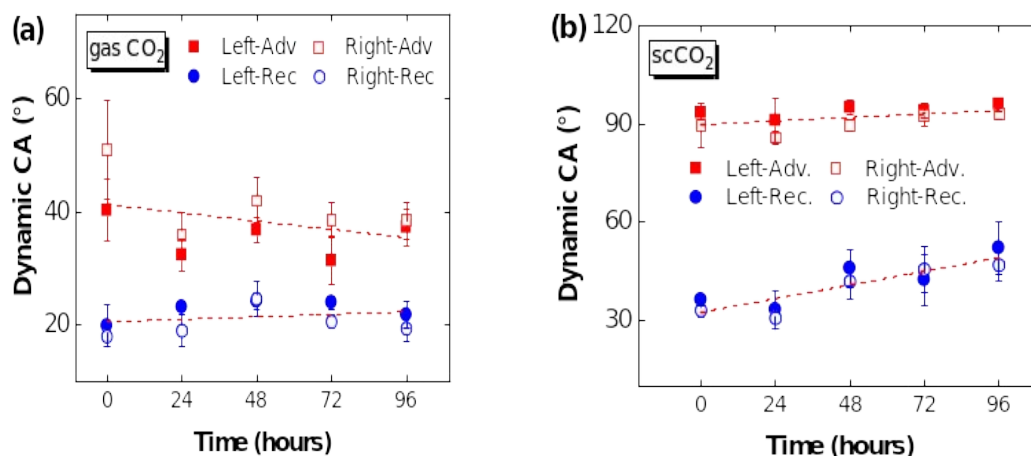 (a)
gas CO₂
Left-Adv
Right-Adv
Left-Rec
Right-Rec
60
40
20
Dynamic CA (°)
0 24 48 72 96
Time (hours)
(b)
scCO₂
120
90
60
30
Left-Adv.
Right-Adv.
Left-Rec.
Right-Rec.
Dynamic CA (°)
0 24 48 72 96
Time (hours)